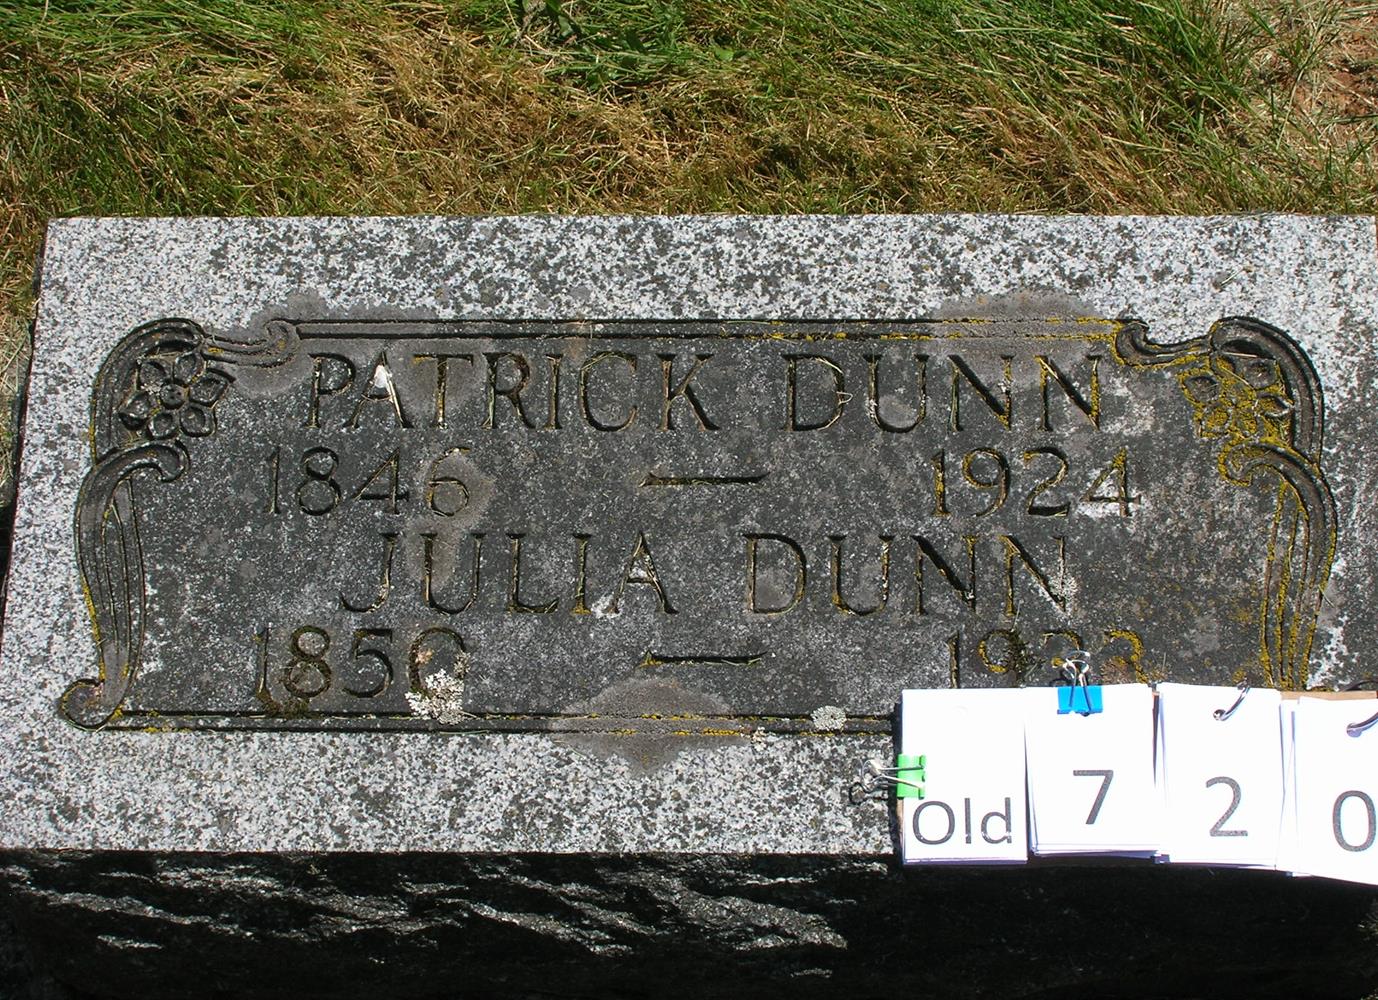 PATRICK DUNN
1846 — 1924
JULIA DUNN
1850 —
Old 7 2 0